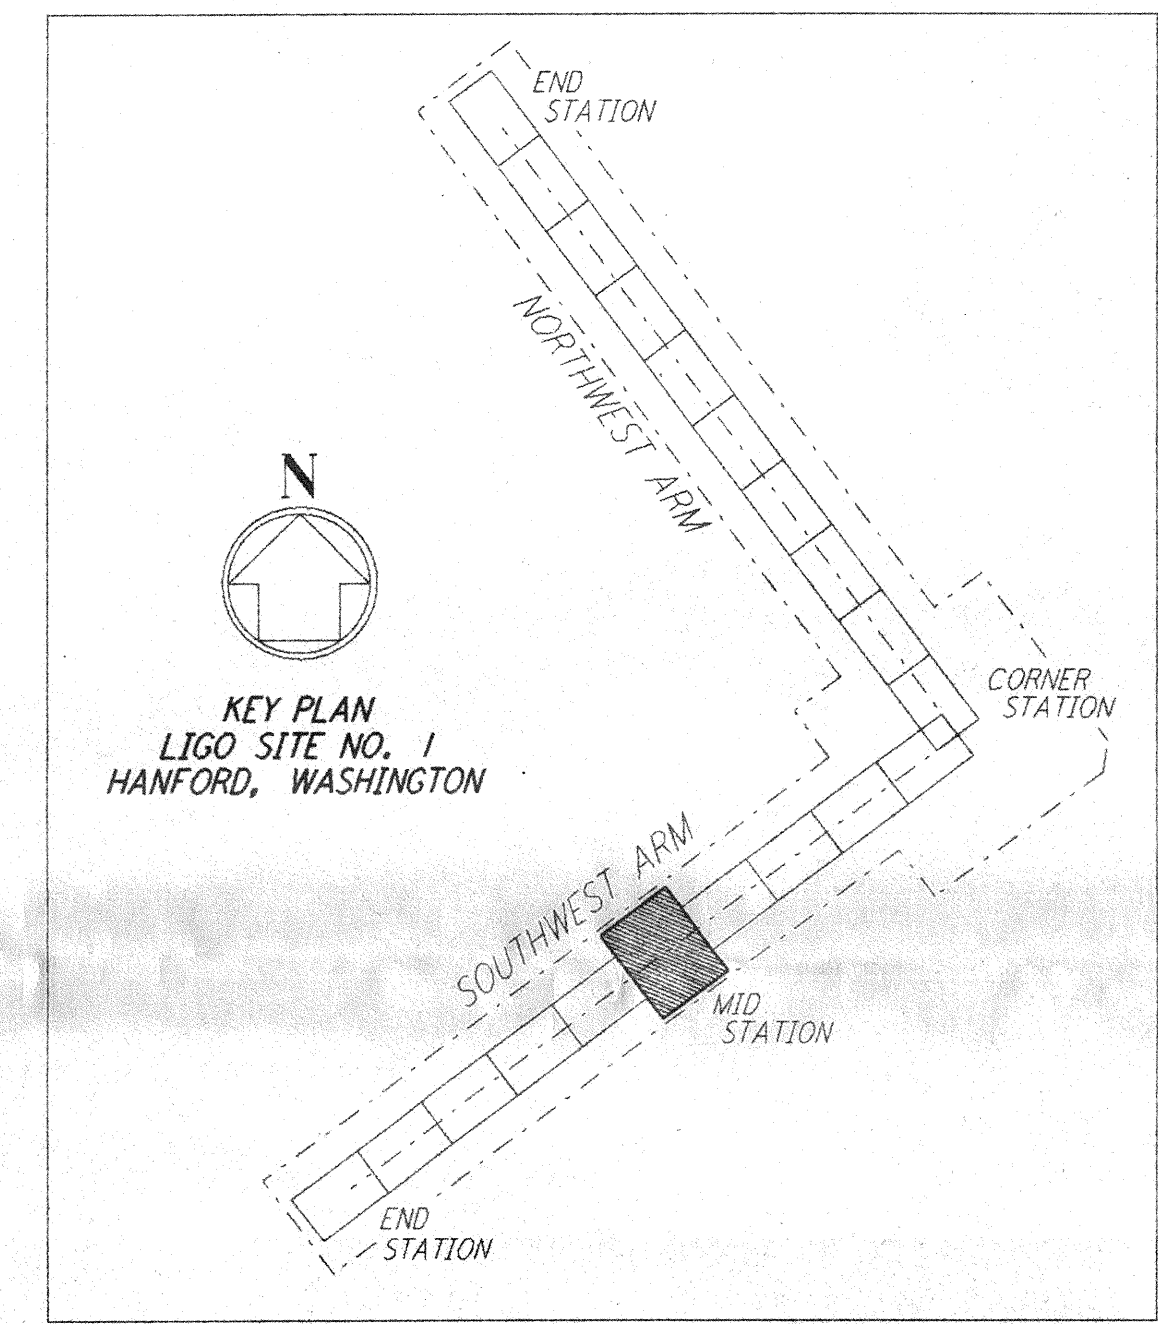 END
STATION
NORTHWEST ARM
N
KEY PLAN
LIGO SITE NO. 1
HANFORD, WASHINGTON
CORNER
STATION
SOUTHWEST ARM
MID
STATION
END
STATION